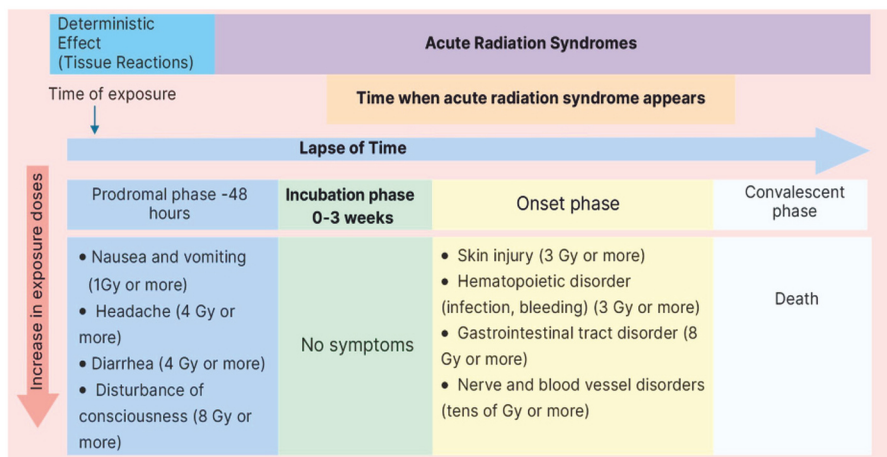 Deterministic
Effect
(Tissue Reactions)
Acute Radiation Syndromes
Time of exposure
Time when acute radiation syndrome appears
Lapse of Time
Increase in exposure doses
Prodromal phase -48
hours
Incubation phase
0-3 weeks
Onset phase
Convalescent
phase
• Nausea and vomiting
(1Gy or more)
• Headache (4 Gy or
more)
• Diarrhea (4 Gy or more)
• Disturbance of
consciousness (8 Gy or
more)
No symptoms
• Skin injury (3 Gy or more)
• Hematopoietic disorder
(infection, bleeding) (3 Gy or more)
• Gastrointestinal tract disorder (8
Gy or more)
• Nerve and blood vessel disorders
(tens of Gy or more)
Death